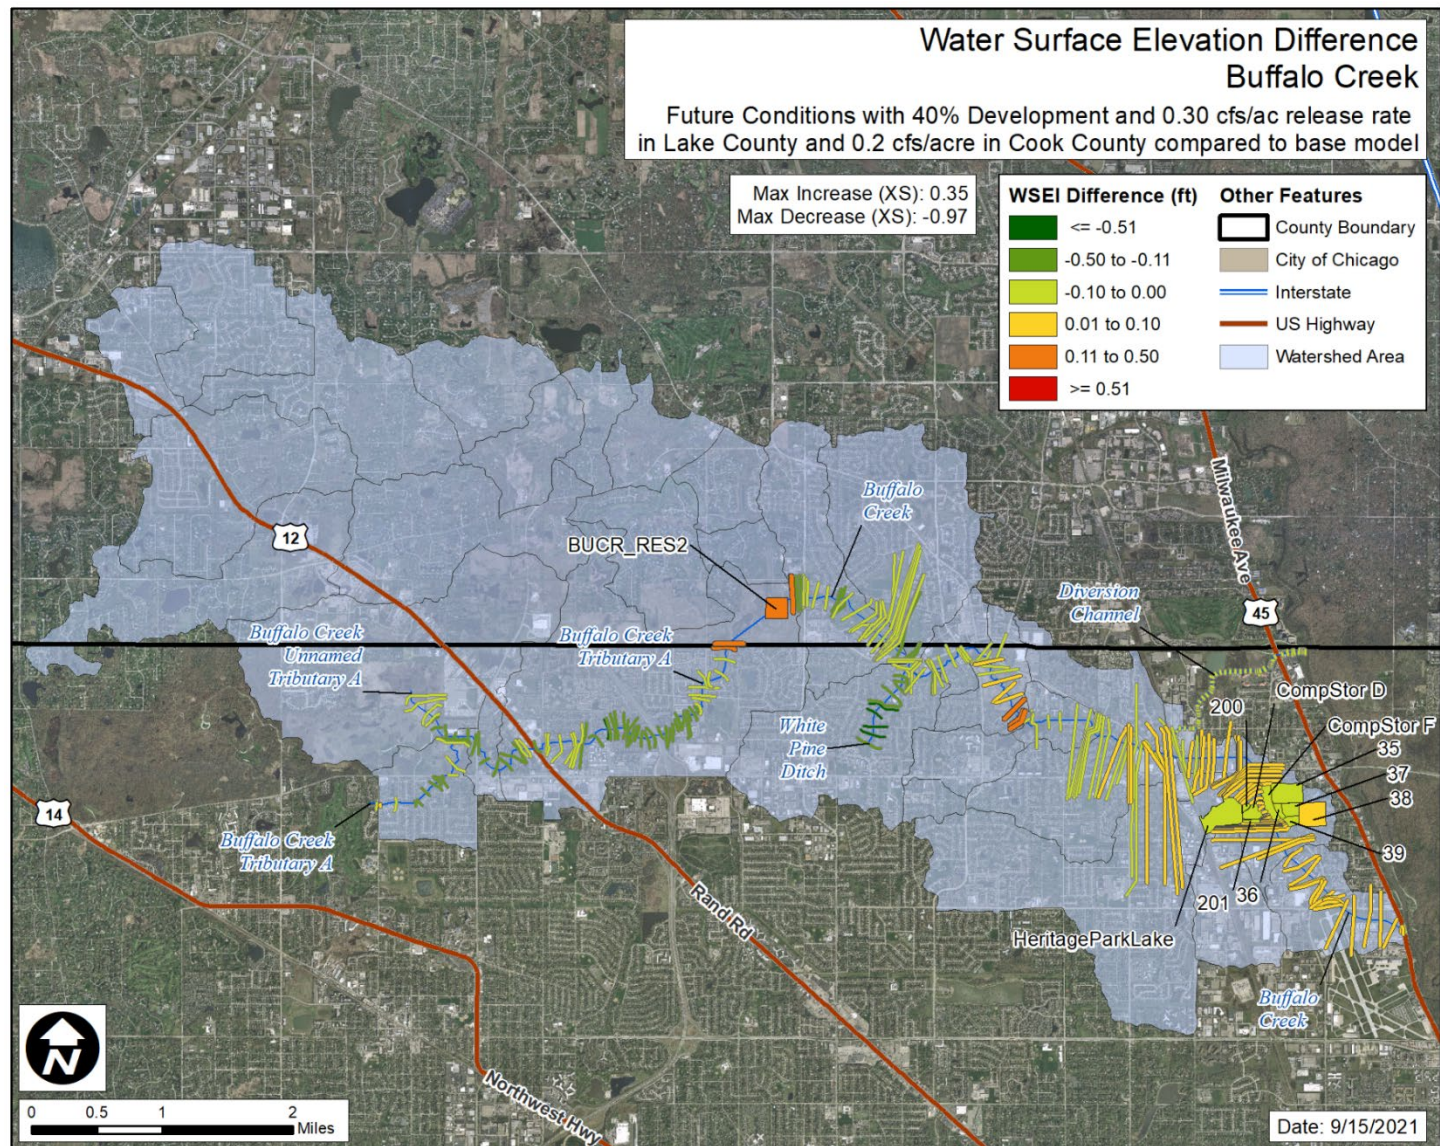 Water Surface Elevation Difference
Buffalo Creek
Future Conditions with 40% Development and 0.30 cfs/ac release rate
in Lake County and 0.2 cfs/acre in Cook County compared to base model
Max Increase (XS): 0.35
Max Decrease (XS): -0.97
WSEl Difference (ft)
<= -0.51
-0.50 to -0.11
-0.10 to 0.00
0.01 to 0.10
0.11 to 0.50
>= 0.51
Other Features
County Boundary
City of Chicago
Interstate
US Highway
Watershed Area
Milwaukee Ave
Buffalo
Creek
12
BUCR_RES2
Diversion
Channel
45
Buffalo Creek
Unnamed
Tributary A
Buffalo Creek
Tributary A
CompStor D
200
CompStor F
35
37
38
White
Pine
Ditch
14
Buffalo Creek
Tributary A
39
36
201
Rand Rd
HeritageParkLake
Buffalo
Creek
N
Northwest Hwy
0 0.5 1 2
Miles
Date: 9/15/2021